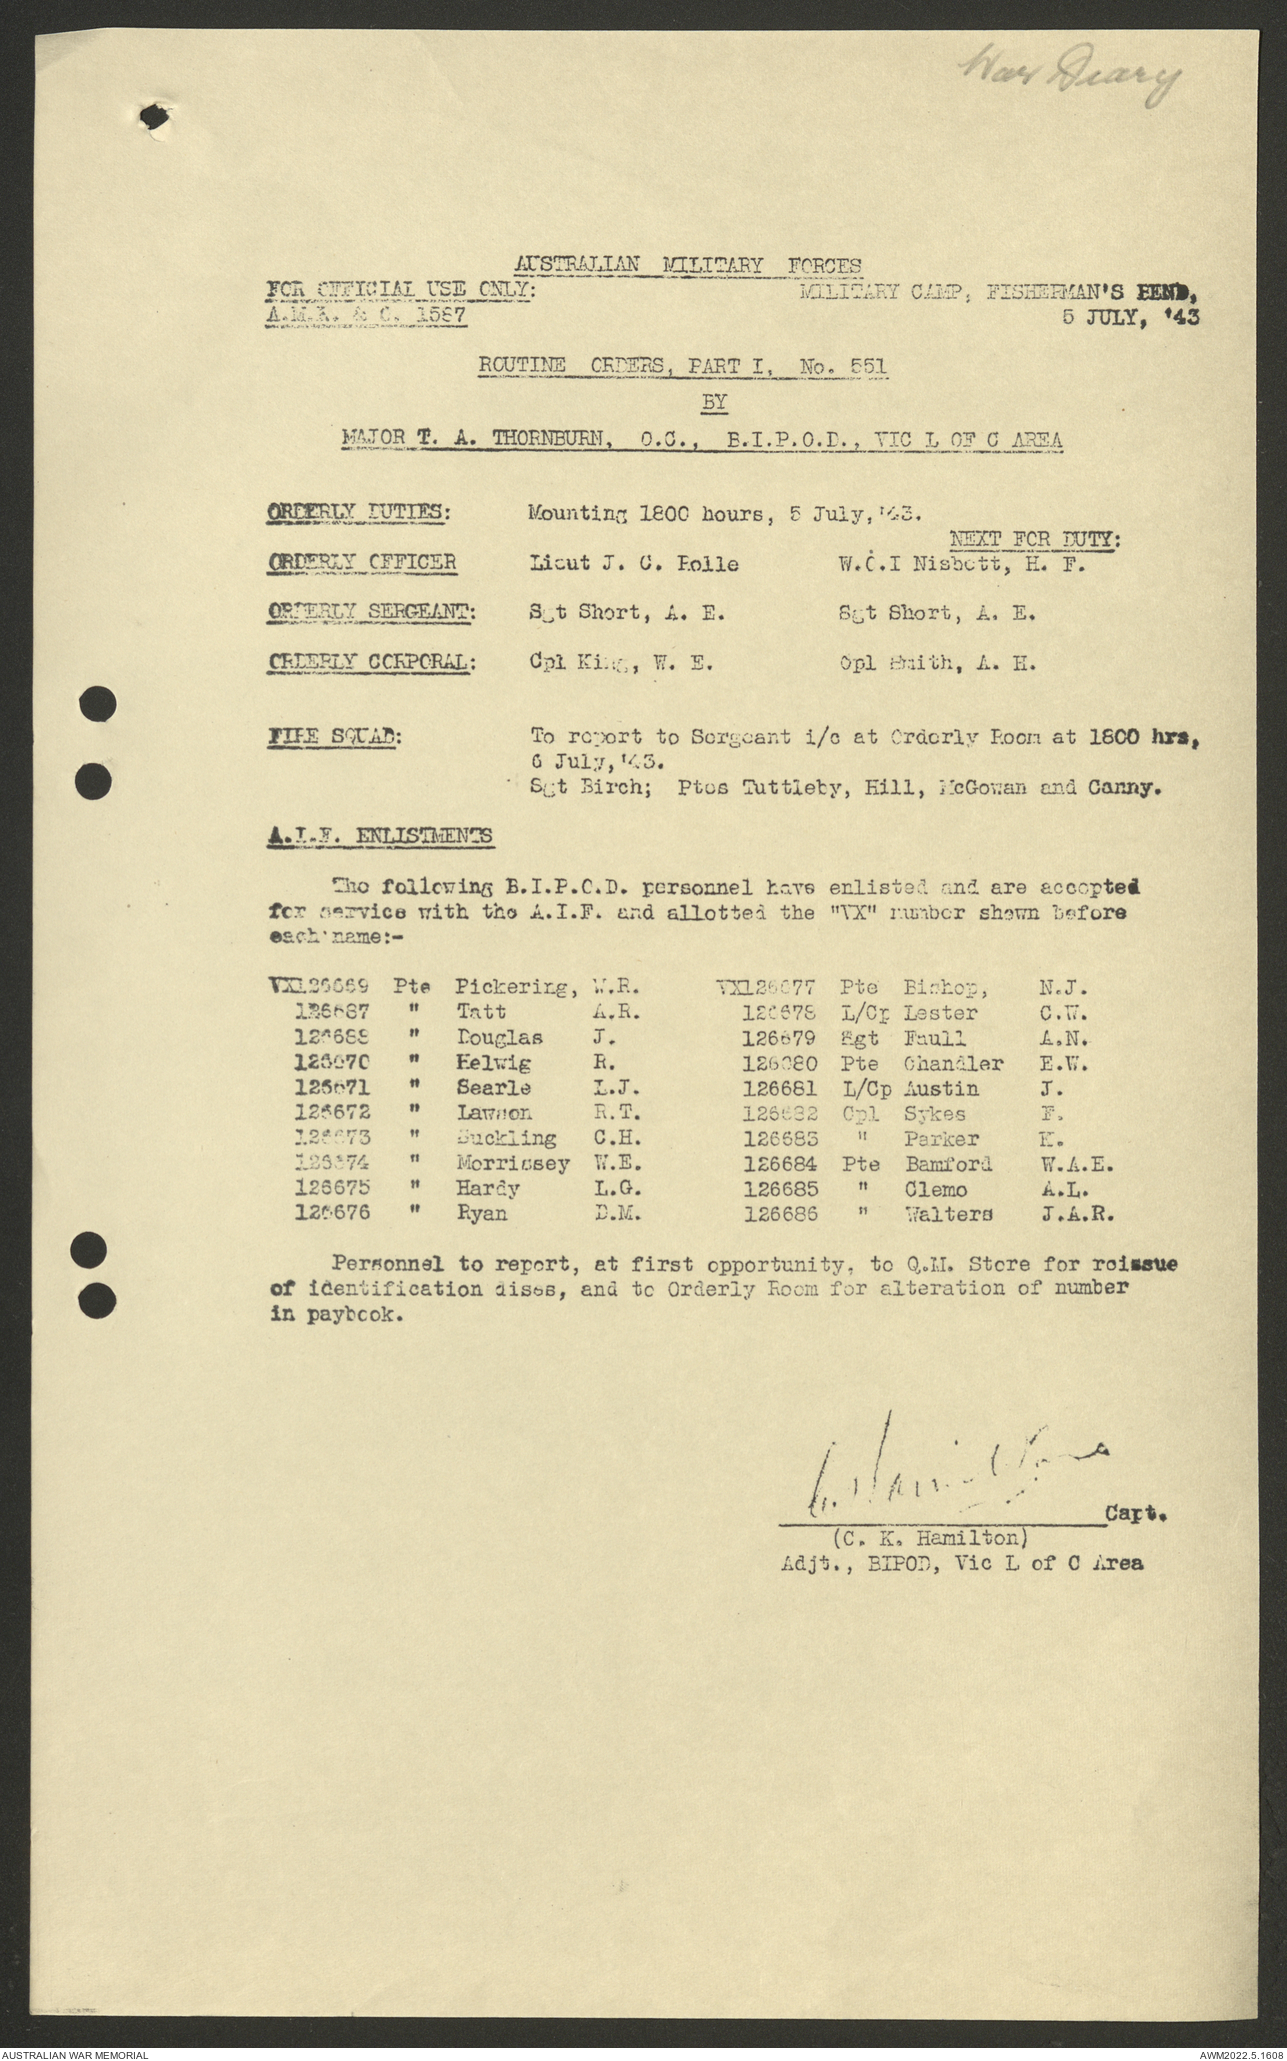 War Diary
AUSTRALIAN MILITARY FORCES
FOR OFFICIAL USE ONLY: MILITARY CAMP, FISHERMAN'S BEND,
A.M.R. & O. 1587 5 JULY, '43
ROUTINE ORDERS, PART I, No. 551
BY
MAJOR T. A. THORNBURN, O.C., B.I.P.O.D., VIC L OF C AREA
ORDERLY DUTIES: Mounting 1800 hours, 5 July,'43.
NEXT FOR DUTY:
ORDERLY OFFICER Lieut J. C. Rolle W.O.I Nisbett, H. F.
ORDERLY SERGEANT: Sgt Short, A. E. Sgt Short, A. E.
ORDERLY CORPORAL: Cpl King, W. E. Cpl Smith, A. H.
FIRE SQUAD: To report to Sergeant i/c at Orderly Room at 1800 hrs,
6 July,'43.
Sgt Birch; Ptes Tuttleby, Hill, McGowan and Canny.
A.I.F. ENLISTMENTS
The following B.I.P.O.D. personnel have enlisted and are accepted
for service with the A.I.F. and allotted the "VX" number shown before
each name:-
VX126669 Pte Pickering, W.R. VX126677 Pte Bishop, N.J.
126687 " Tatt A.R. 126678 L/Cp Lester C.W.
126688 " Douglas J. 126679 Sgt Faull A.N.
126670 " Helwig R. 126680 Pte Chandler E.W.
126671 " Searle L.J. 126681 L/Cp Austin J.
126672 " Lawson R.T. 126682 Cpl Sykes F.
126673 " Suckling C.H. 126683 " Parker K.
126674 " Morrissey W.E. 126684 Pte Bamford W.A.E.
126675 " Hardy L.G. 126685 " Clemo A.L.
126676 " Ryan D.M. 126686 " Walters J.A.R.
Personnel to report, at first opportunity, to Q.M. Store for reissue
of identification discs, and to Orderly Room for alteration of number
in paybook.
C. Hamilton
Capt.
(C. K. Hamilton)
Adjt., BIPOD, Vic L of C Area
AUSTRALIAN WAR MEMORIAL AWM2022.5.1608